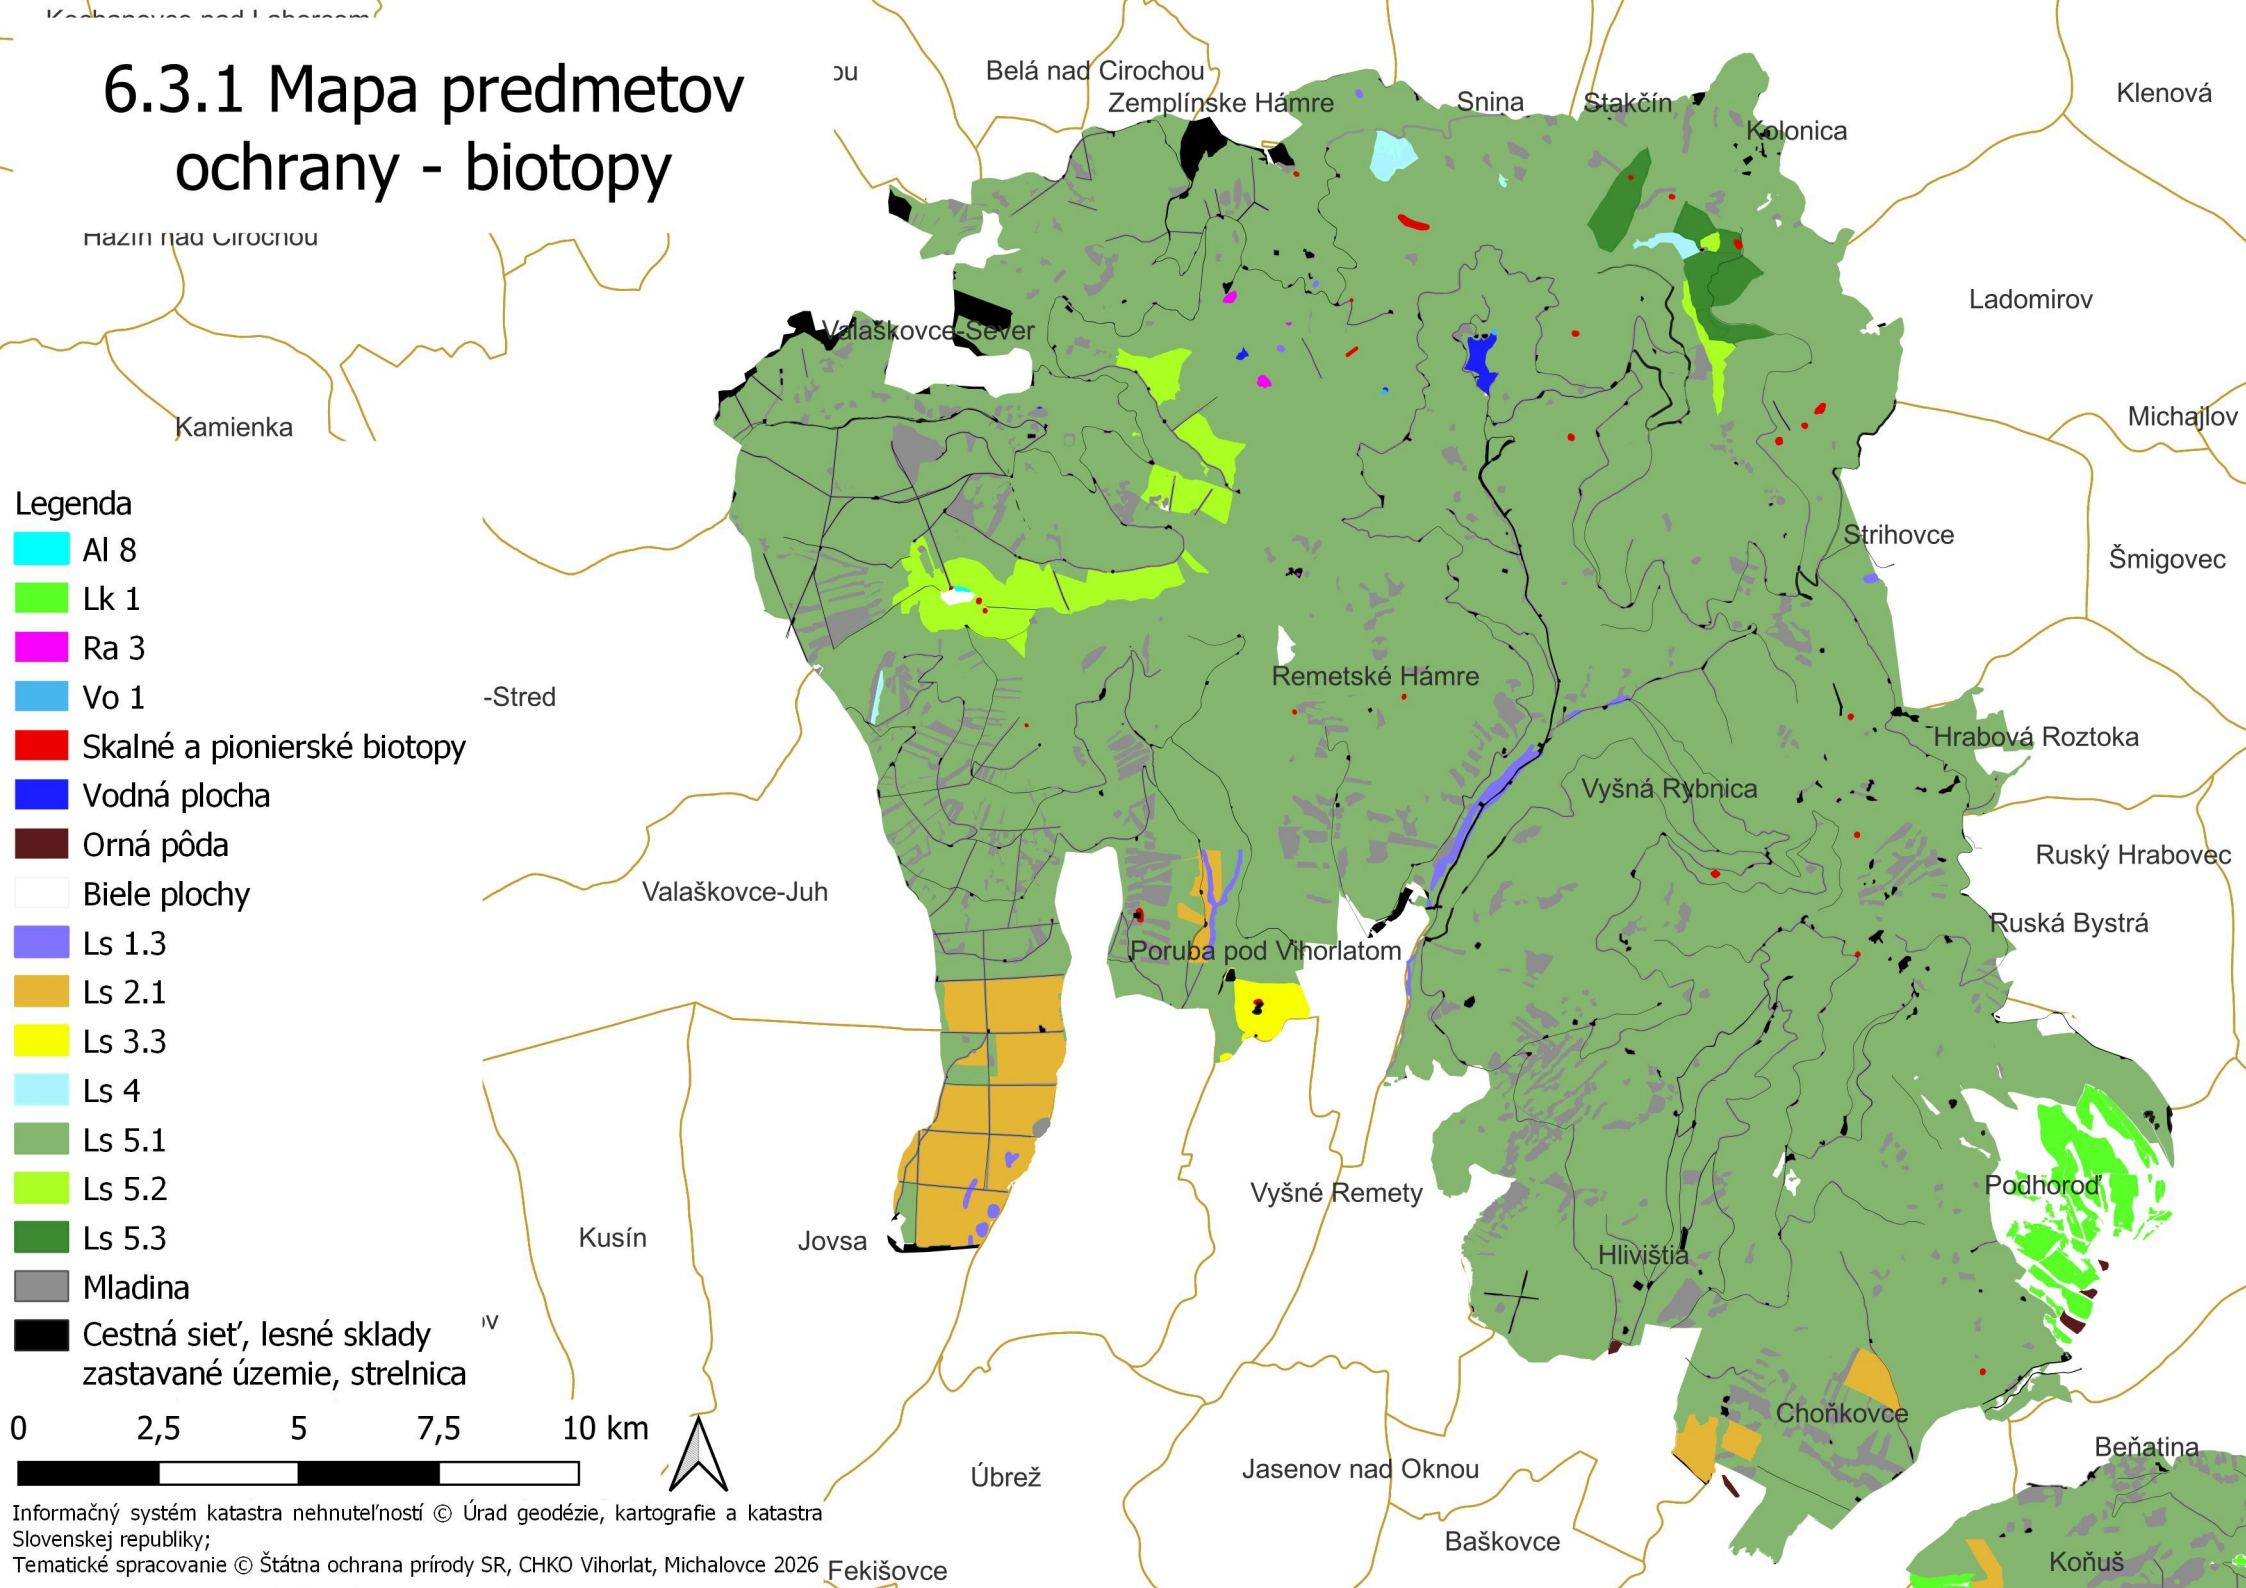 6.3.1 Mapa predmetov
ochrany - biotopy
Belá nad Cirochou
Zemplínske Hámre
Snina
Stakčín
Kolonica
Klenová
Ladomirov
Valaškovce-Sever
Kamienka
Michajlov
Strihovce
Šmigovec
-Stred
Remetské Hámre
Hrabová Roztoka
Vyšná Rybnica
Ruský Hrabovec
Valaškovce-Juh
Ruská Bystrá
Poruba pod Vihorlatom
Podhoroď
Vyšné Remety
Kusín
Jovsa
Hlivištia
Choňkovce
Beňatina
Úbrež
Jasenov nad Oknou
Baškovce
Koňuš
Fekišovce
Legenda
Al 8
Lk 1
Ra 3
Vo 1
Skalné a pionierské biotopy
Vodná plocha
Orná pôda
Biele plochy
Ls 1.3
Ls 2.1
Ls 3.3
Ls 4
Ls 5.1
Ls 5.2
Ls 5.3
Mladina
Cestná sieť, lesné sklady
zastavané územie, strelnica
0 2,5 5 7,5 10 km
Informačný systém katastra nehnuteľností © Úrad geodézie, kartografie a katastra
Slovenskej republiky;
Tematické spracovanie © Štátna ochrana prírody SR, CHKO Vihorlat, Michalovce 2026